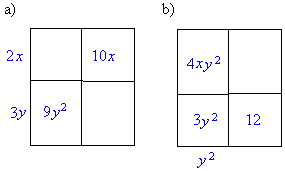 a) b)
2x 10x 4xy²
3y 9y² 3y² 12
y²